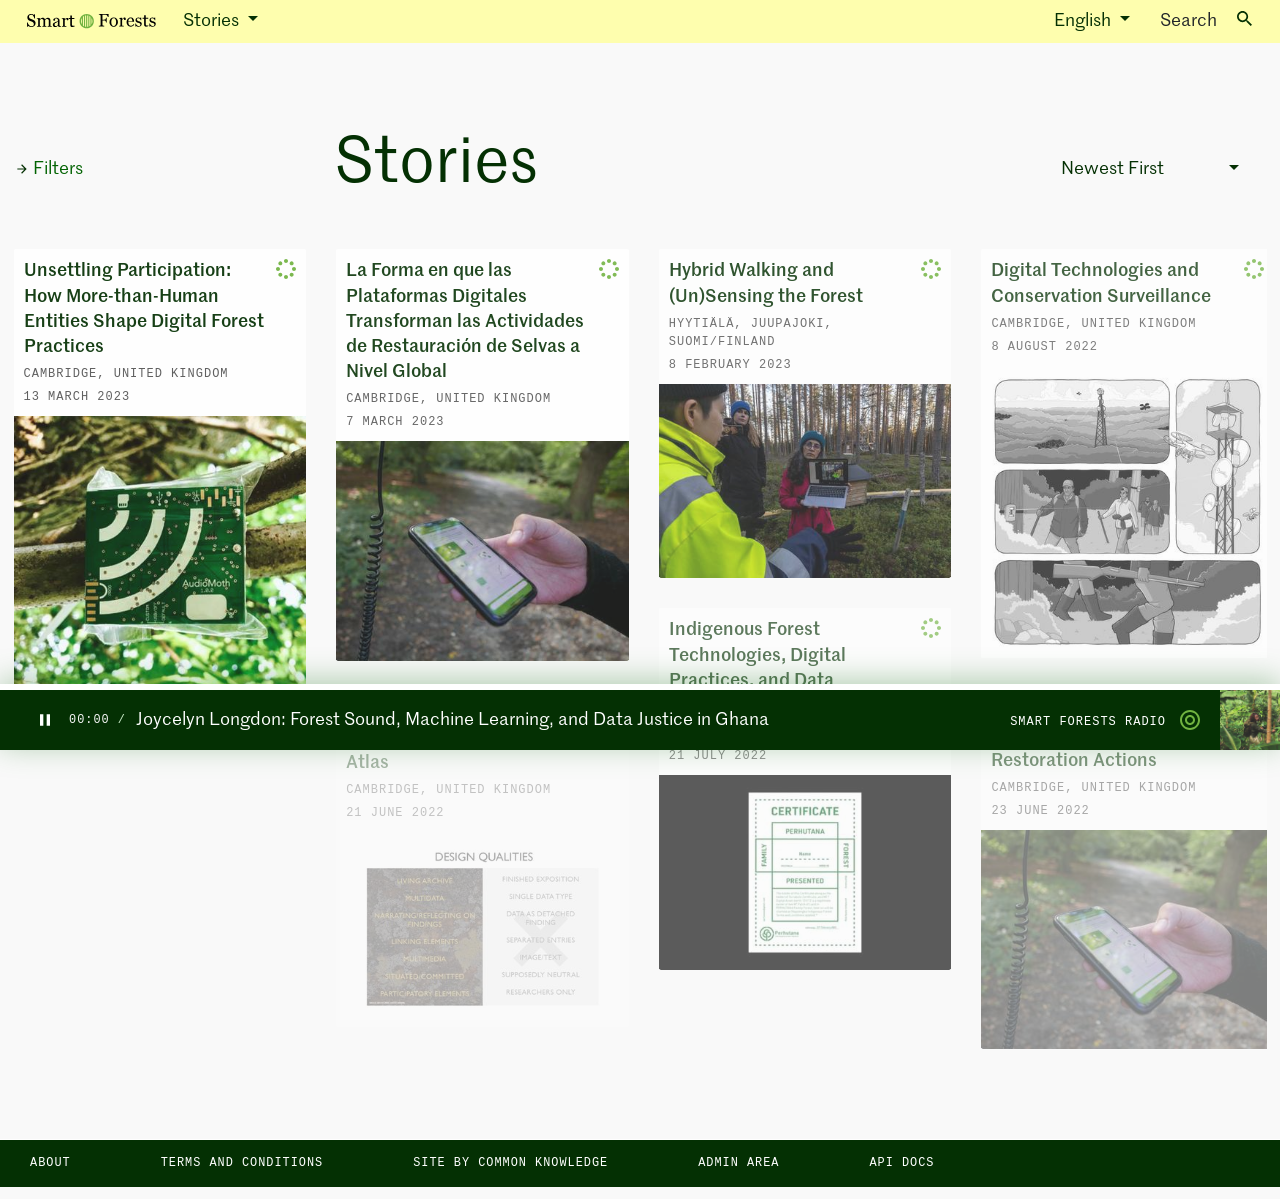 Smart Forests
Stories
English
Search
Filters
Stories
Newest First
Unsettling Participation:
How More-than-Human
Entities Shape Digital Forest
Practices
CAMBRIDGE, UNITED KINGDOM
13 MARCH 2023
AudioMoth
1.0.0
La Forma en que las
Plataformas Digitales
Transforman las Actividades
de Restauración de Selvas a
Nivel Global
CAMBRIDGE, UNITED KINGDOM
7 MARCH 2023
Hybrid Walking and
(Un)Sensing the Forest
HYYTIÄLÄ, JUUPAJOKI,
SUOMI/FINLAND
8 FEBRUARY 2023
Digital Technologies and
Conservation Surveillance
CAMBRIDGE, UNITED KINGDOM
8 AUGUST 2022
Indigenous Forest
Technologies, Digital
Practices, and Data
00:00 /
Joycelyn Longdon: Forest Sound, Machine Learning, and Data Justice in Ghana
SMART FORESTS RADIO
Atlas
CAMBRIDGE, UNITED KINGDOM
21 JUNE 2022
DESIGN QUALITIES
LIVING ARCHIVE
MULTIDATA
NARRATING/REFLECTING ON
FINDINGS
LINKING ELEMENTS
MULTIMEDIA
SITUATED/COMMITTED
PARTICIPATORY ELEMENTS
FINISHED EXPOSITION
SINGLE DATA TYPE
DATA AS DETACHED
FINDING
SEPARATED ENTRIES
IMAGE/TEXT
SUPPOSEDLY NEUTRAL
RESEARCHERS ONLY
21 JULY 2022
CERTIFICATE
PERHUTANA
FAMILY
Name
FOREST
PRESENTED
Perhutana
Restoration Actions
CAMBRIDGE, UNITED KINGDOM
23 JUNE 2022
ABOUT
TERMS AND CONDITIONS
SITE BY COMMON KNOWLEDGE
ADMIN AREA
API DOCS